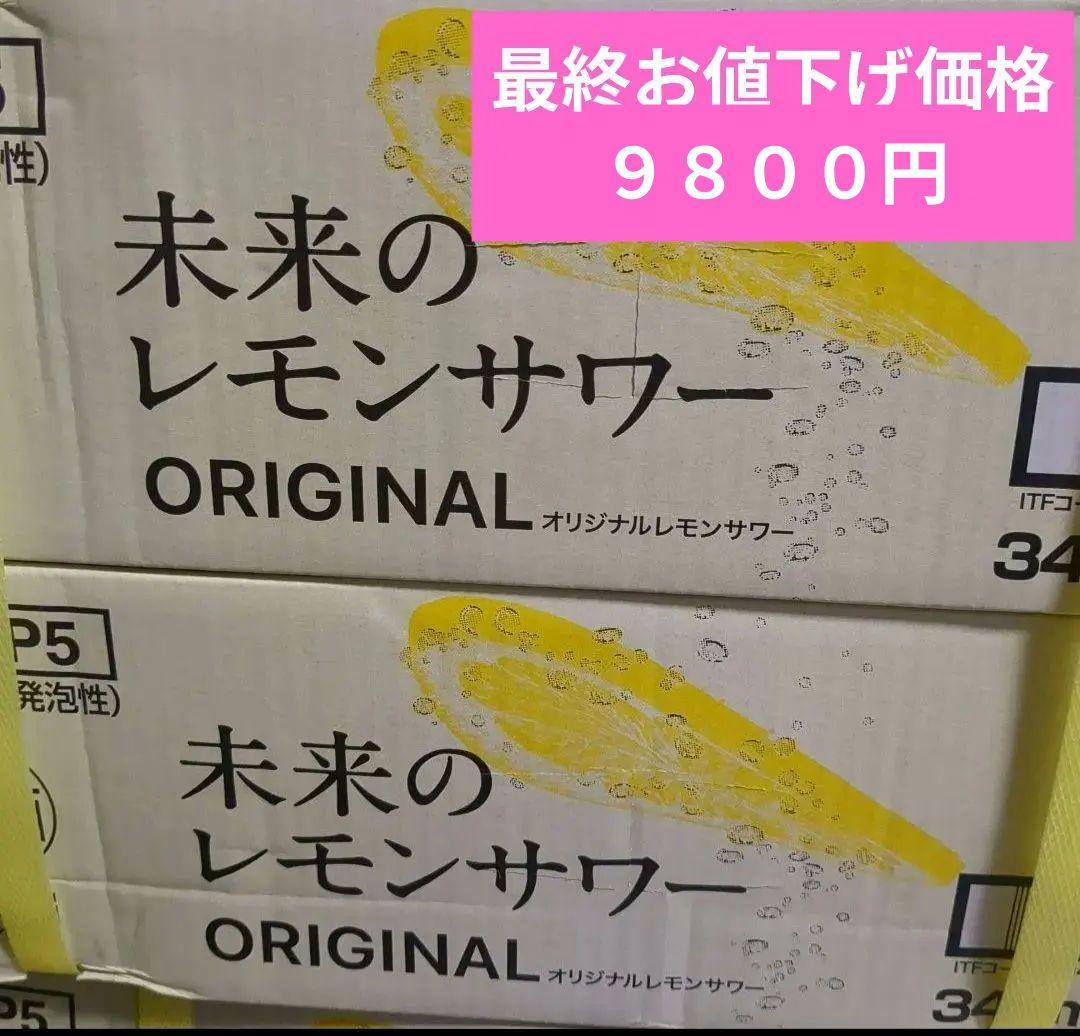 最終お値下げ価格
９８００円
性)
未来の
レモンサワー
ORIGINAL オリジナルレモンサワー
ITFコー
34
P5
発泡性)
未来の
レモンサワー
ORIGINAL オリジナルレモンサワー
ITFコー
34
P5